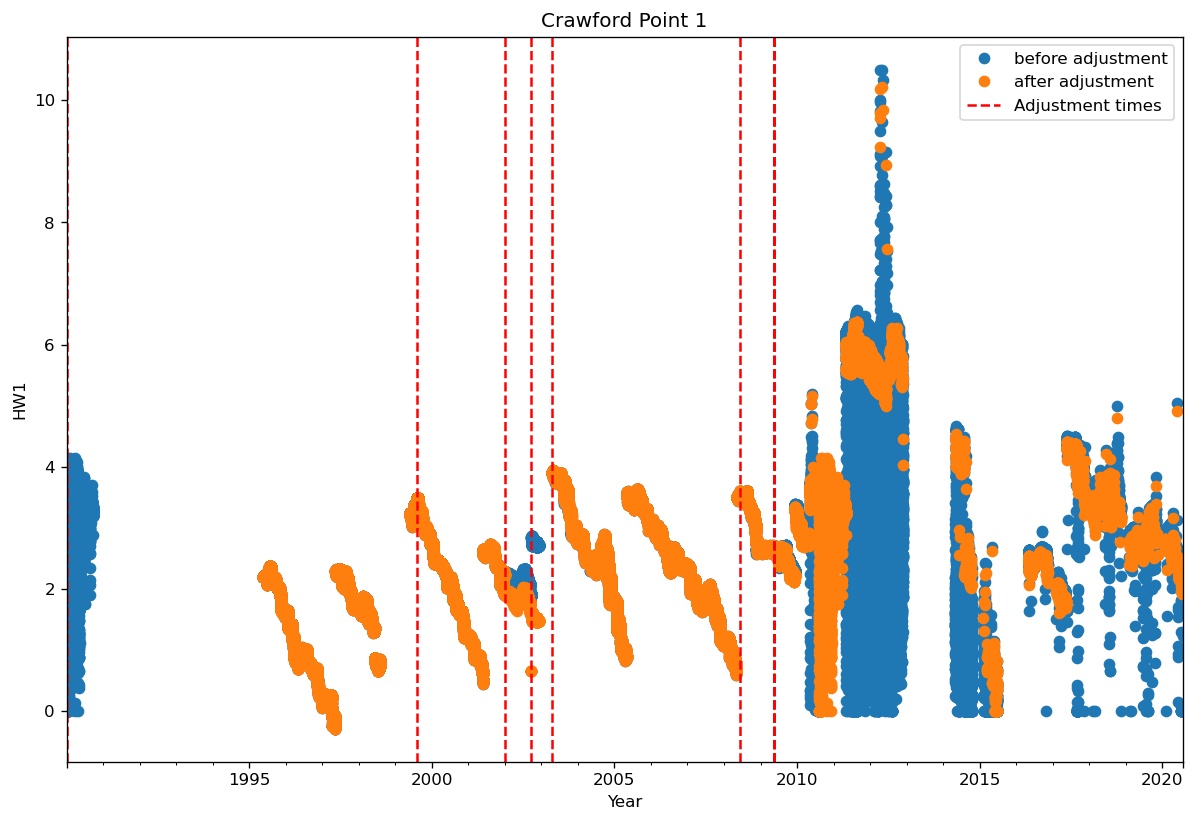 Crawford Point 1
before adjustment
after adjustment
Adjustment times
HW1
10
8
6
4
2
0
1995 2000 2005 2010 2015 2020
Year